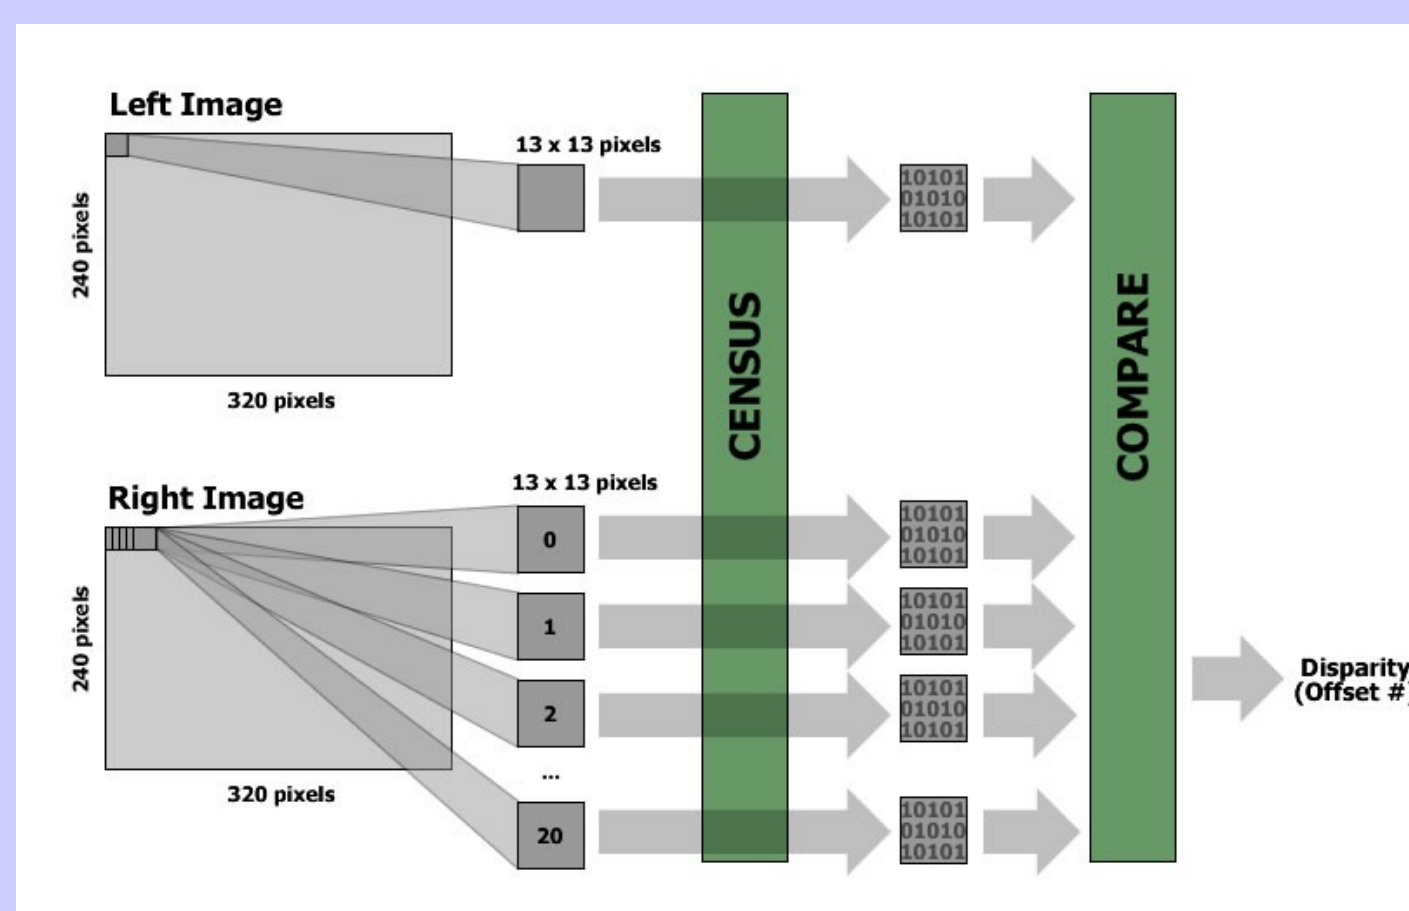 Left Image
13 x 13 pixels
240 pixels
320 pixels
10101
01010
10101
CENSUS
COMPARE
Right Image
13 x 13 pixels
240 pixels
320 pixels
0
10101
01010
10101
1
10101
01010
10101
2
10101
01010
10101
...
20
10101
01010
10101
Disparity
(Offset #)